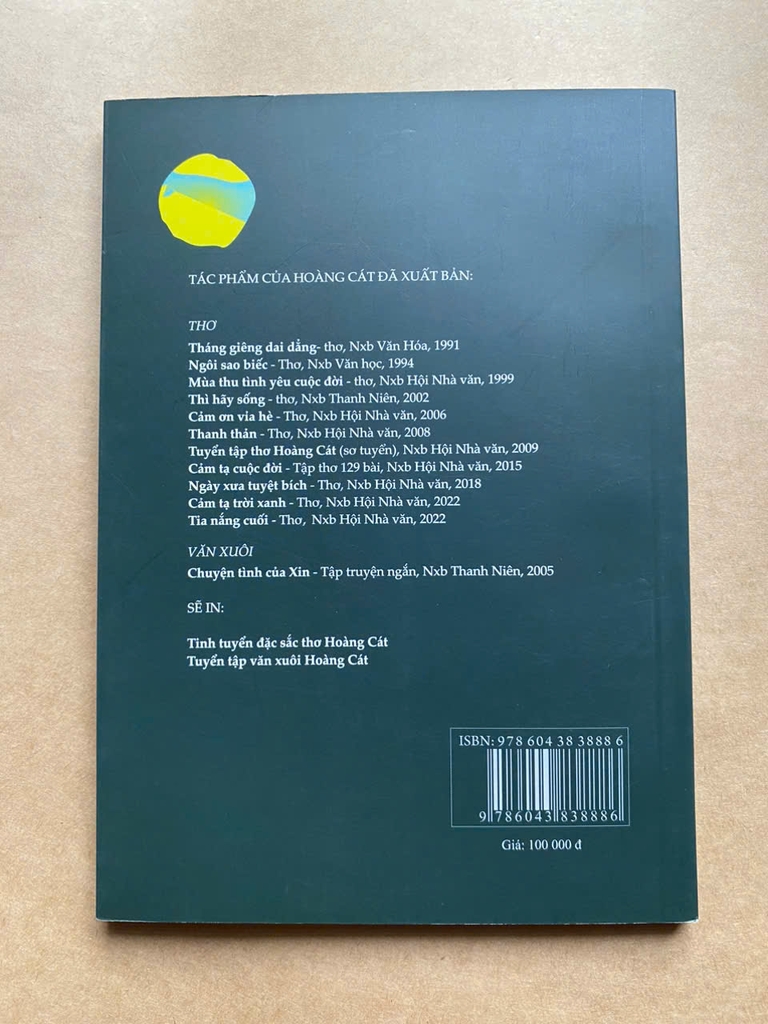 TÁC PHẨM CỦA HOÀNG CÁT ĐÃ XUẤT BẢN:
THƠ
Tháng giêng dai dẳng- thơ, Nxb Văn Hóa, 1991
Ngôi sao biếc - Thơ, Nxb Văn học, 1994
Mùa thu tình yêu cuộc đời - thơ, Nxb Hội Nhà văn, 1999
Thì hãy sống - thơ, Nxb Thanh Niên, 2002
Cảm ơn vỉa hè - Thơ, Nxb Hội Nhà văn, 2006
Thanh thản - Thơ, Nxb Hội Nhà văn, 2008
Tuyển tập thơ Hoàng Cát (sơ tuyển), Nxb Hội Nhà văn, 2009
Cảm tạ cuộc đời - Tập thơ 129 bài, Nxb Hội Nhà văn, 2015
Ngày xưa tuyệt bích - Thơ, Nxb Hội Nhà văn, 2018
Cảm tạ trời xanh - Thơ, Nxb Hội Nhà văn, 2022
Tia nắng cuối - Thơ, Nxb Hội Nhà văn, 2022
VĂN XUÔI
Chuyện tình của Xin - Tập truyện ngắn, Nxb Thanh Niên, 2005
SẼ IN:
Tinh tuyển đặc sắc thơ Hoàng Cát
Tuyển tập văn xuôi Hoàng Cát
ISBN: 978 604 38 3888 6
9 786043 838886
Giá: 100 000 đ